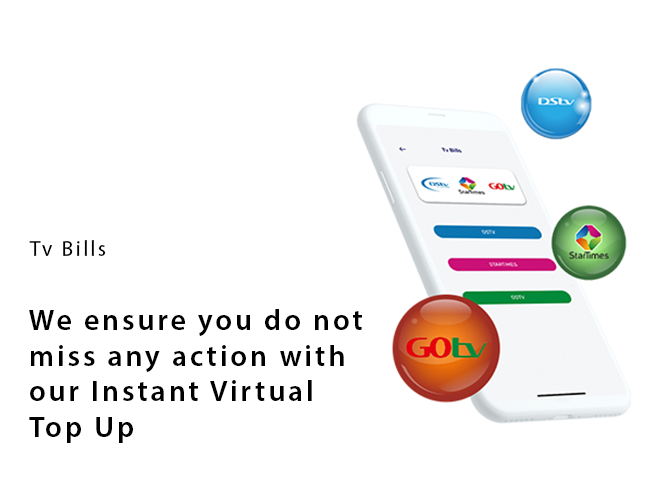 Tv Bills
We ensure you do not
miss any action with
our Instant Virtual
Top Up
DStv
Tv Bills
DStv StarTimes GOtv
DSTV
STARTIMES
DSTV
StarTimes
GOtv